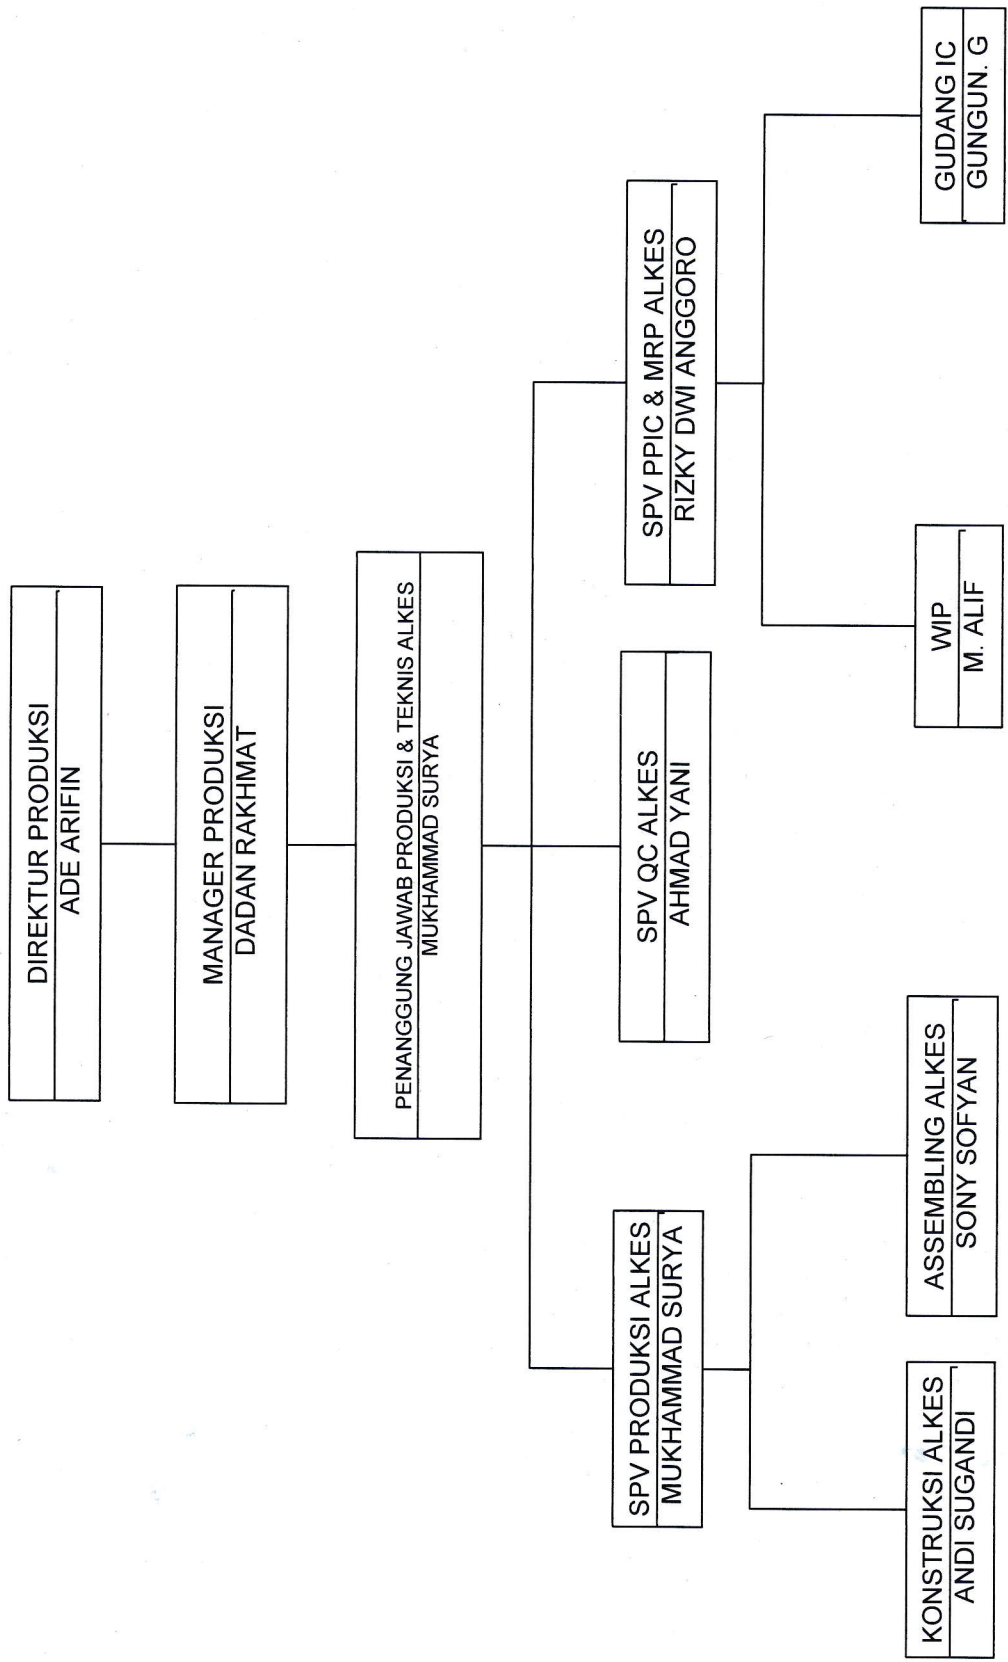 DIREKTUR PRODUKSI
ADE ARIFIN
MANAGER PRODUKSI
DADAN RAKHMAT
PENANGGUNG JAWAB PRODUKSI & TEKNIS ALKES
MUKHAMMAD SURYA
SPV PRODUKSI ALKES
MUKHAMMAD SURYA
SPV QC ALKES
AHMAD YANI
SPV PPIC & MRP ALKES
RIZKY DWI ANGGORO
KONSTRUKSI ALKES
ANDI SUGANDI
ASSEMBLING ALKES
SONY SOFYAN
WIP
M. ALIF
GUDANG IC
GUNGUN. G